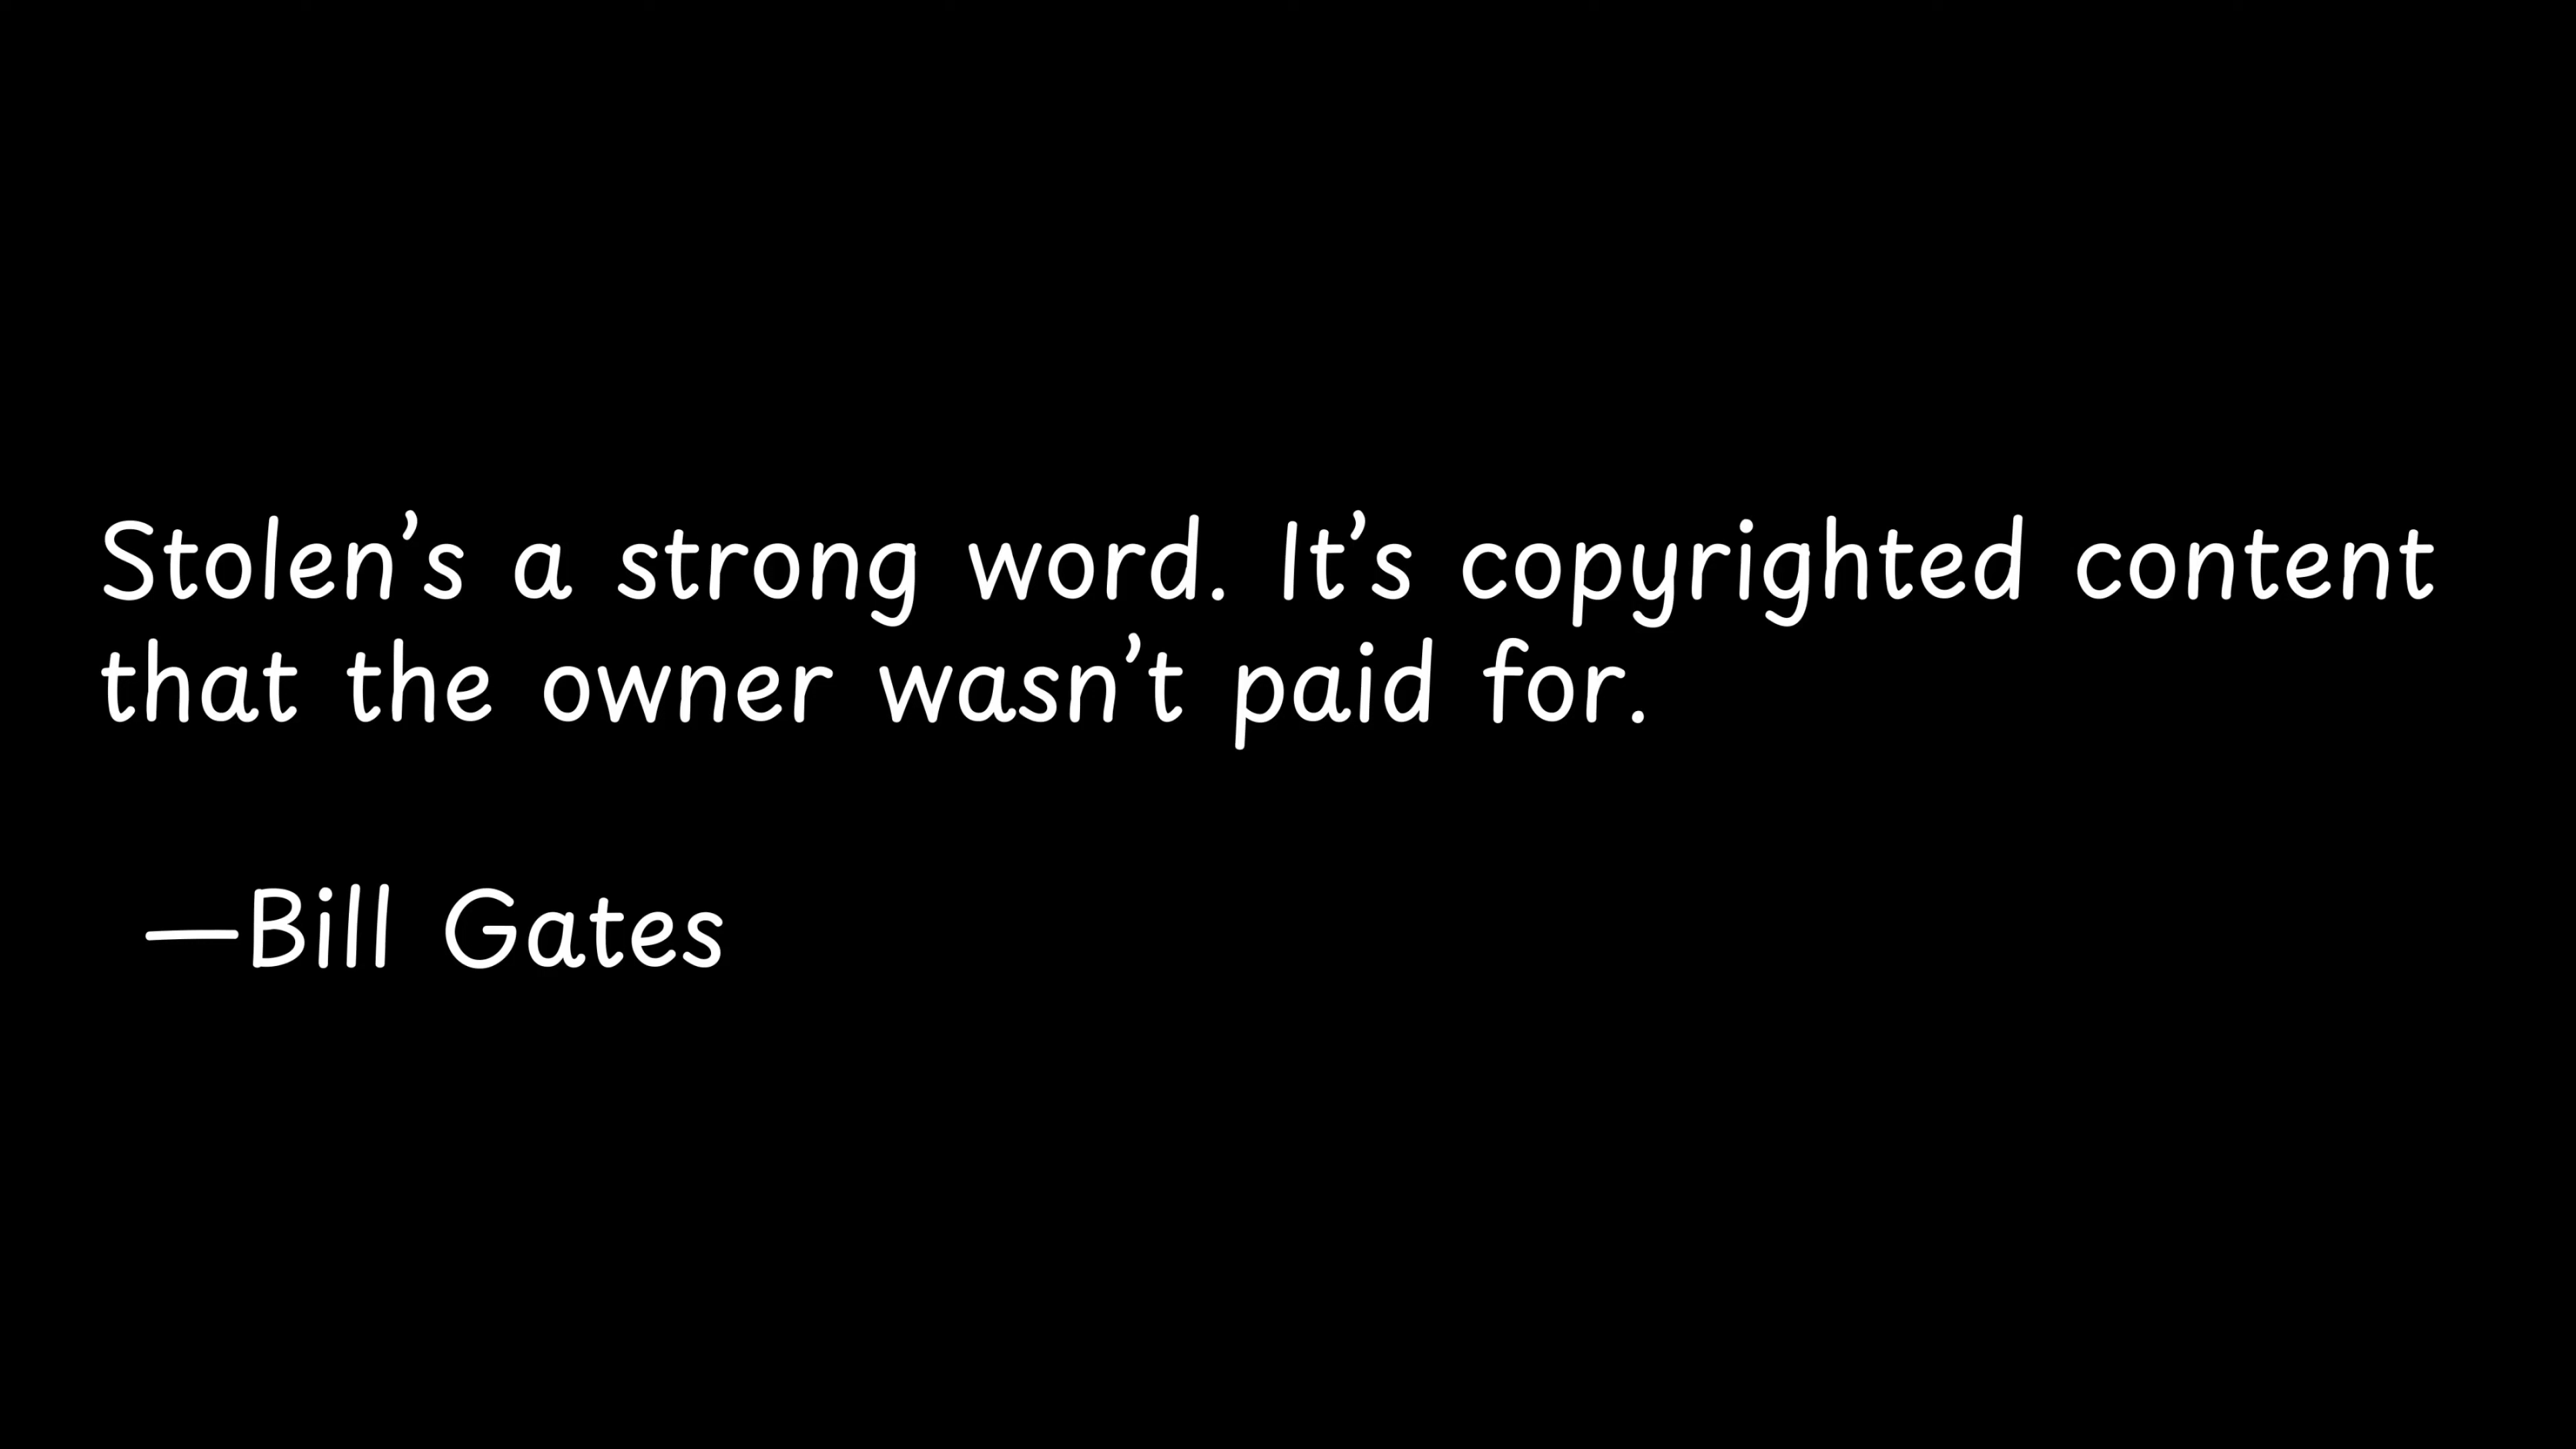 Stolen’s a strong word. It’s copyrighted content
that the owner wasn’t paid for.
—Bill Gates